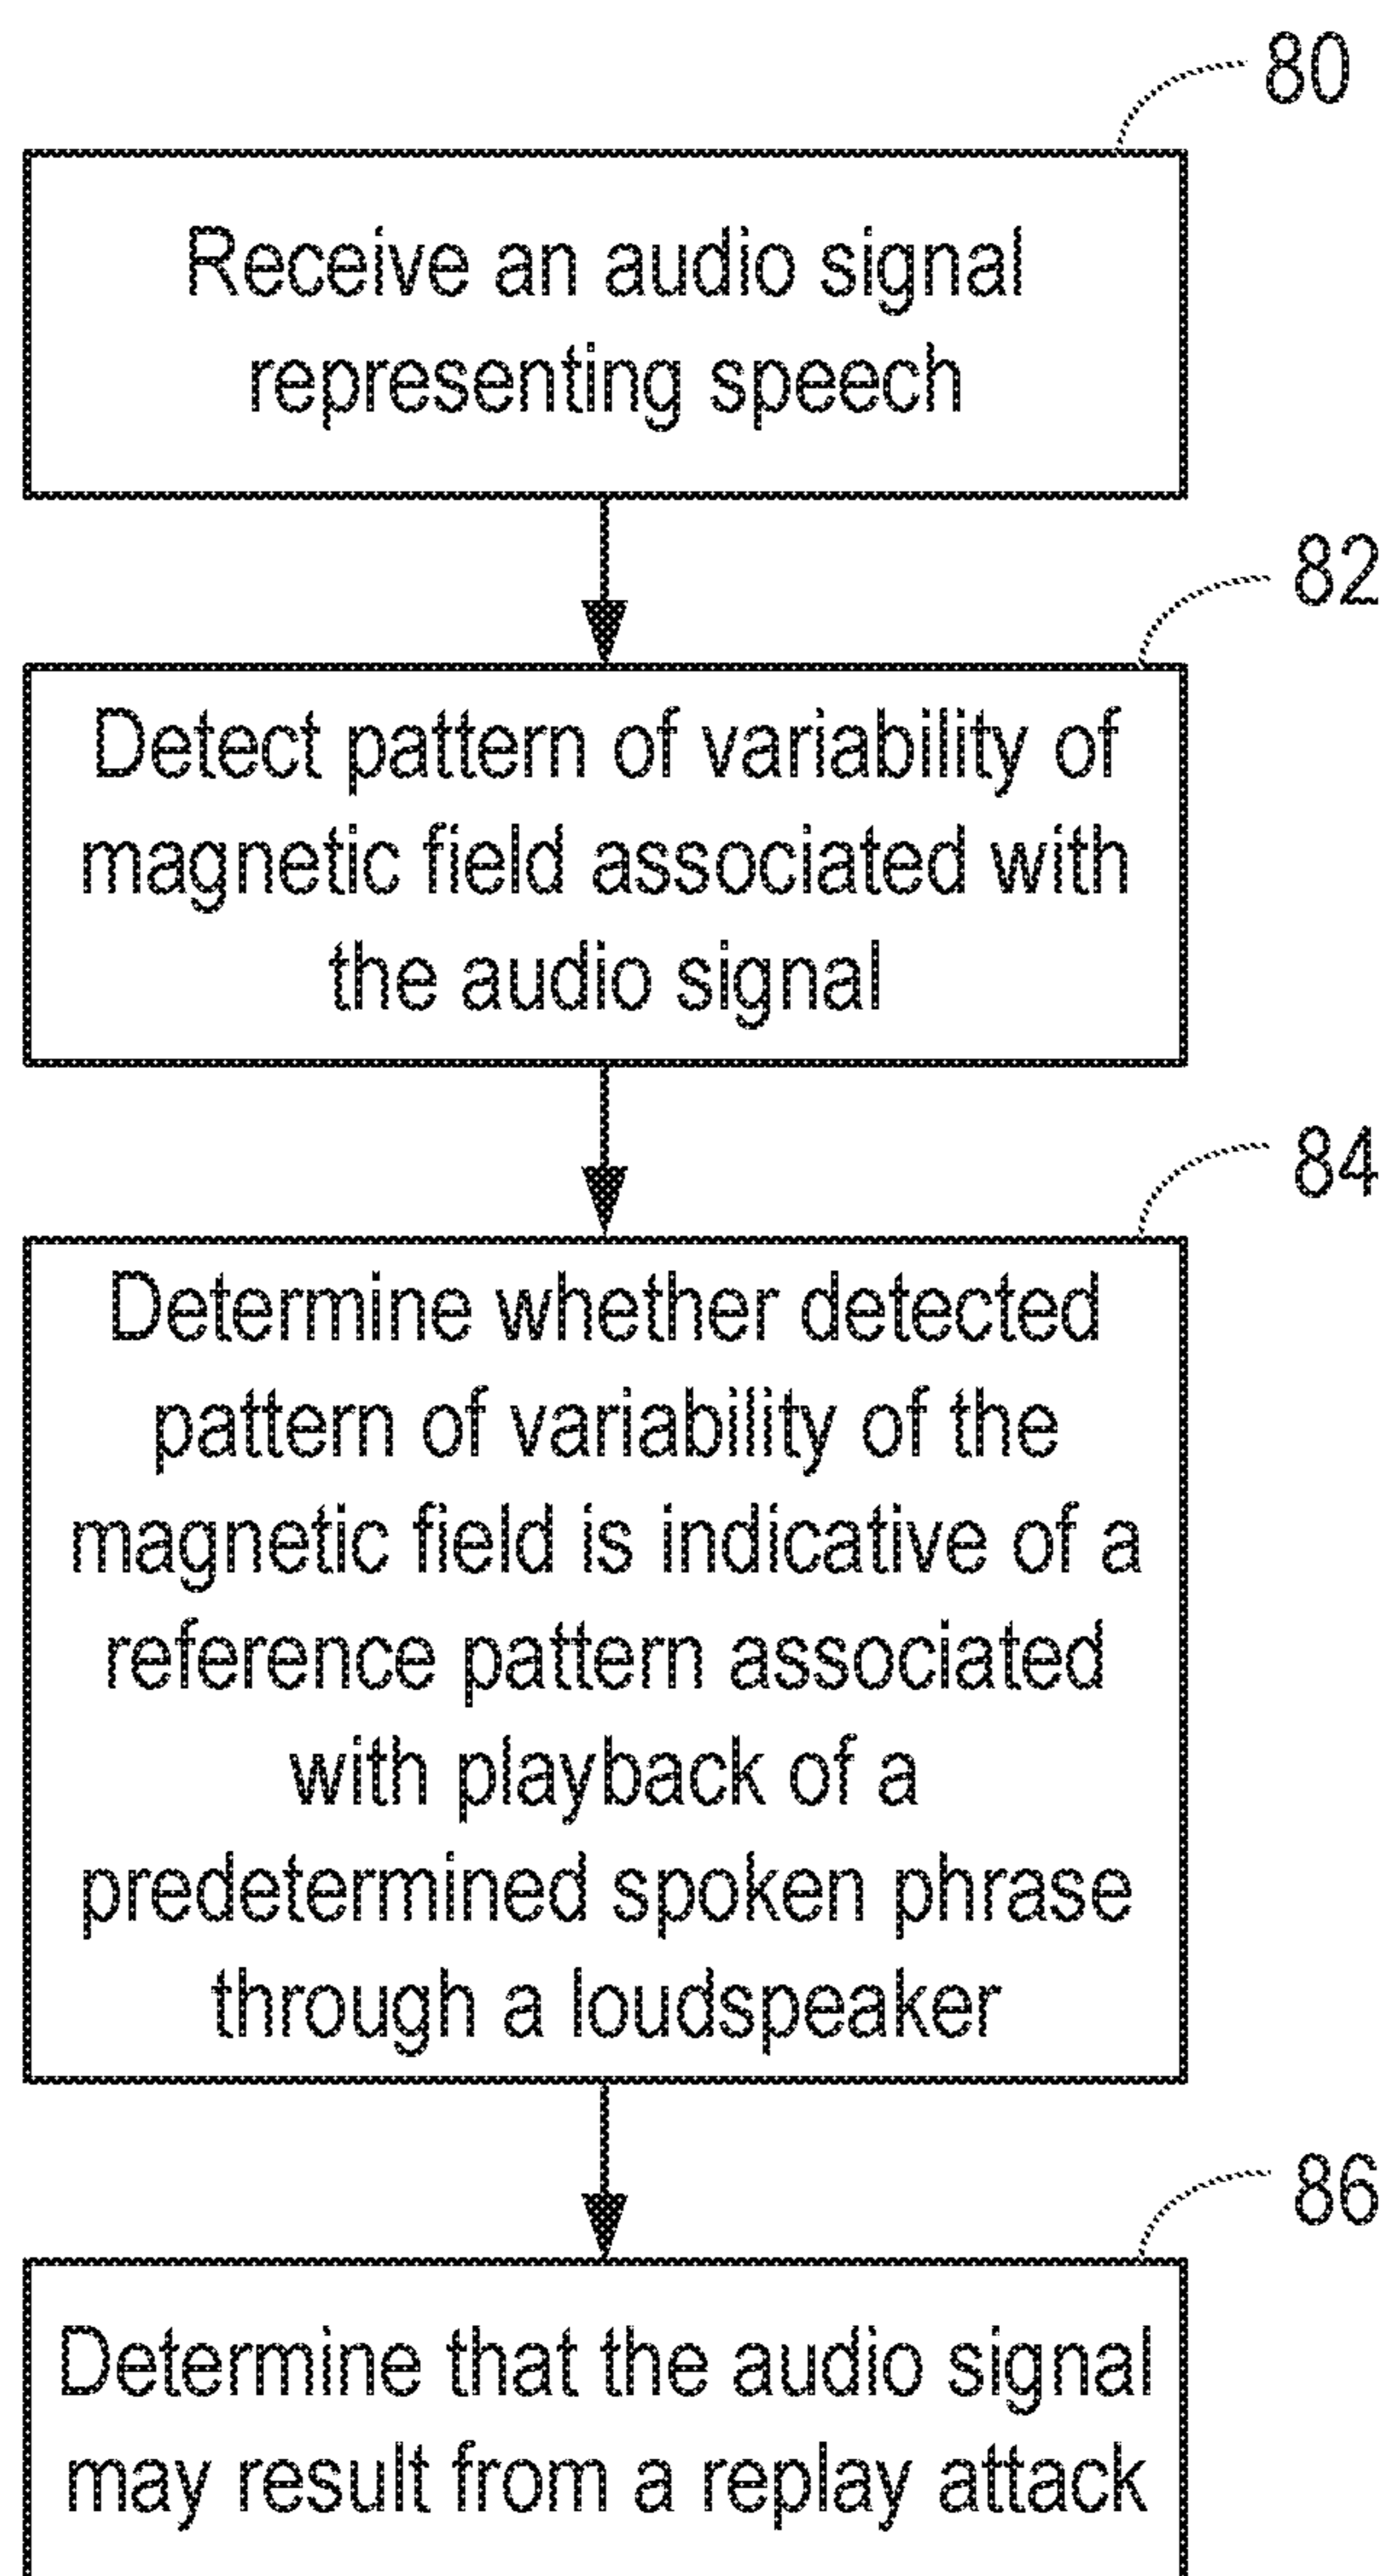 80
Receive an audio signal
representing speech
82
Detect pattern of variability of
magnetic field associated with
the audio signal
84
Determine whether detected
pattern of variability of the
magnetic field is indicative of a
reference pattern associated
with playback of a
predetermined spoken phrase
through a loudspeaker
86
Determine that the audio signal
may result from a replay attack